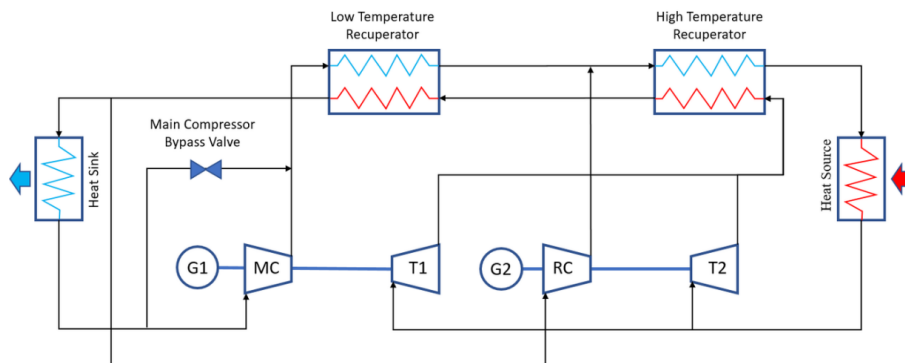 Low Temperature
Recuperator
High Temperature
Recuperator
Main Compressor
Bypass Valve
Heat Sink
Heat Source
G1
MC
T1
G2
RC
T2